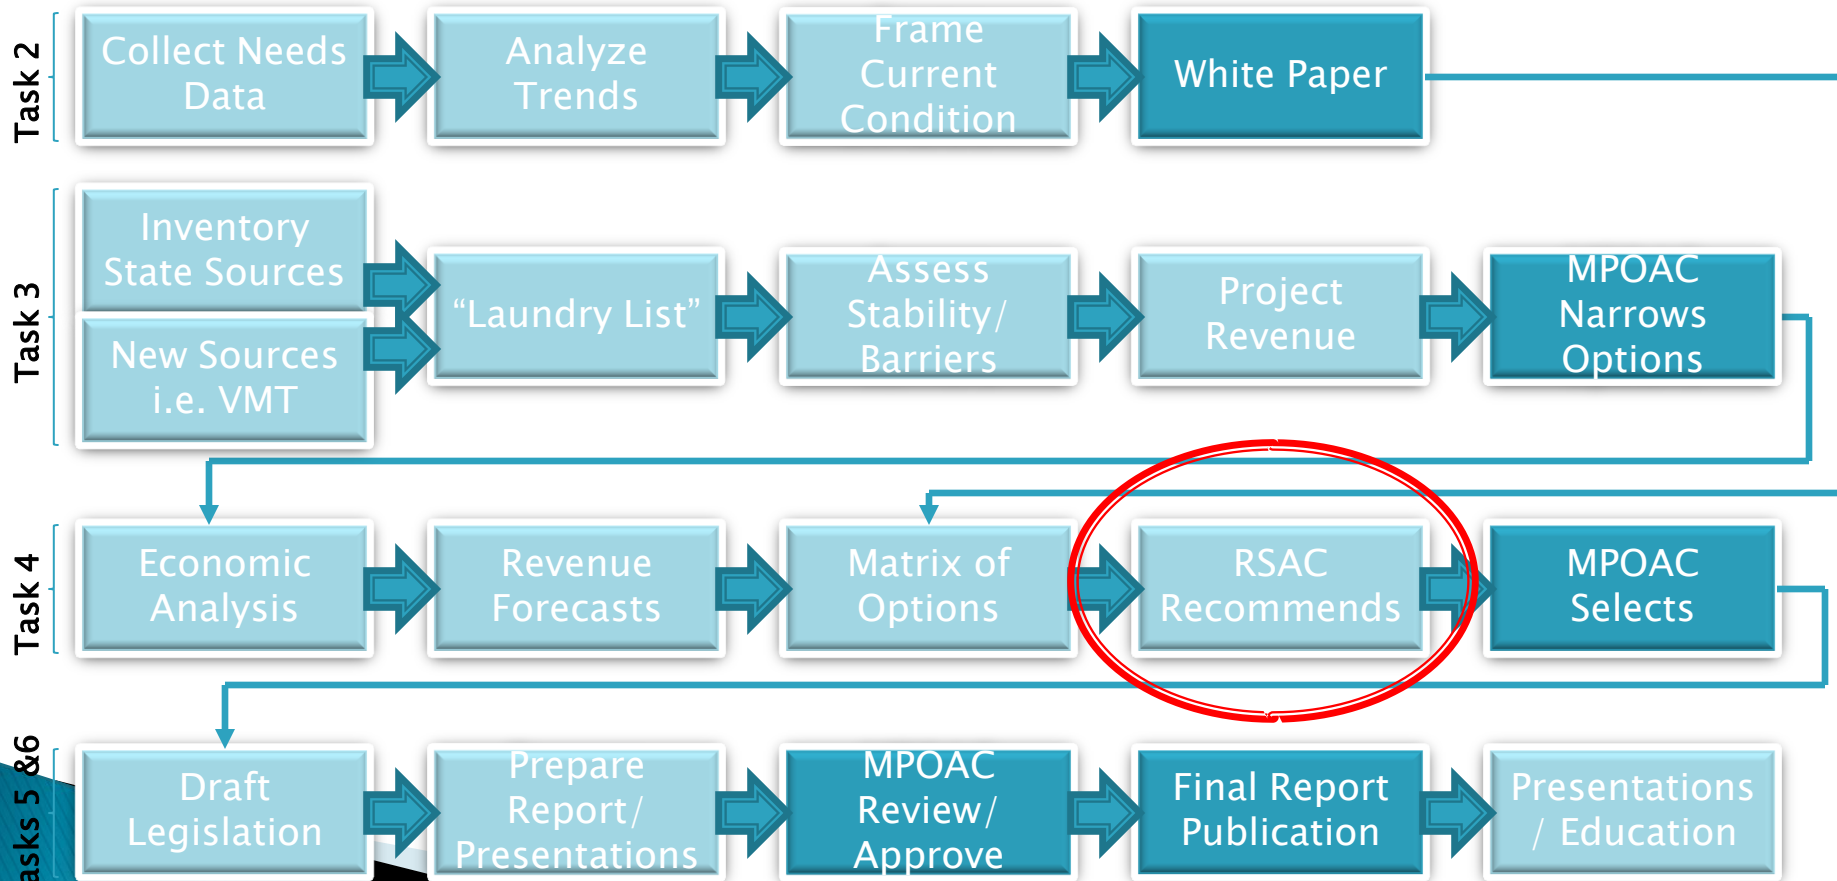 Task 2
Collect Needs
Data
Analyze
Trends
Frame
Current
Condition
White Paper
Task 3
Inventory
State Sources
New Sources
i.e. VMT
“Laundry List”
Assess
Stability/
Barriers
Project
Revenue
MPOAC
Narrows
Options
Task 4
Economic
Analysis
Revenue
Forecasts
Matrix of
Options
RSAC
Recommends
MPOAC
Selects
asks 5 &6
Draft
Legislation
Prepare
Report/
Presentations
MPOAC
Review/
Approve
Final Report
Publication
Presentations
/ Education